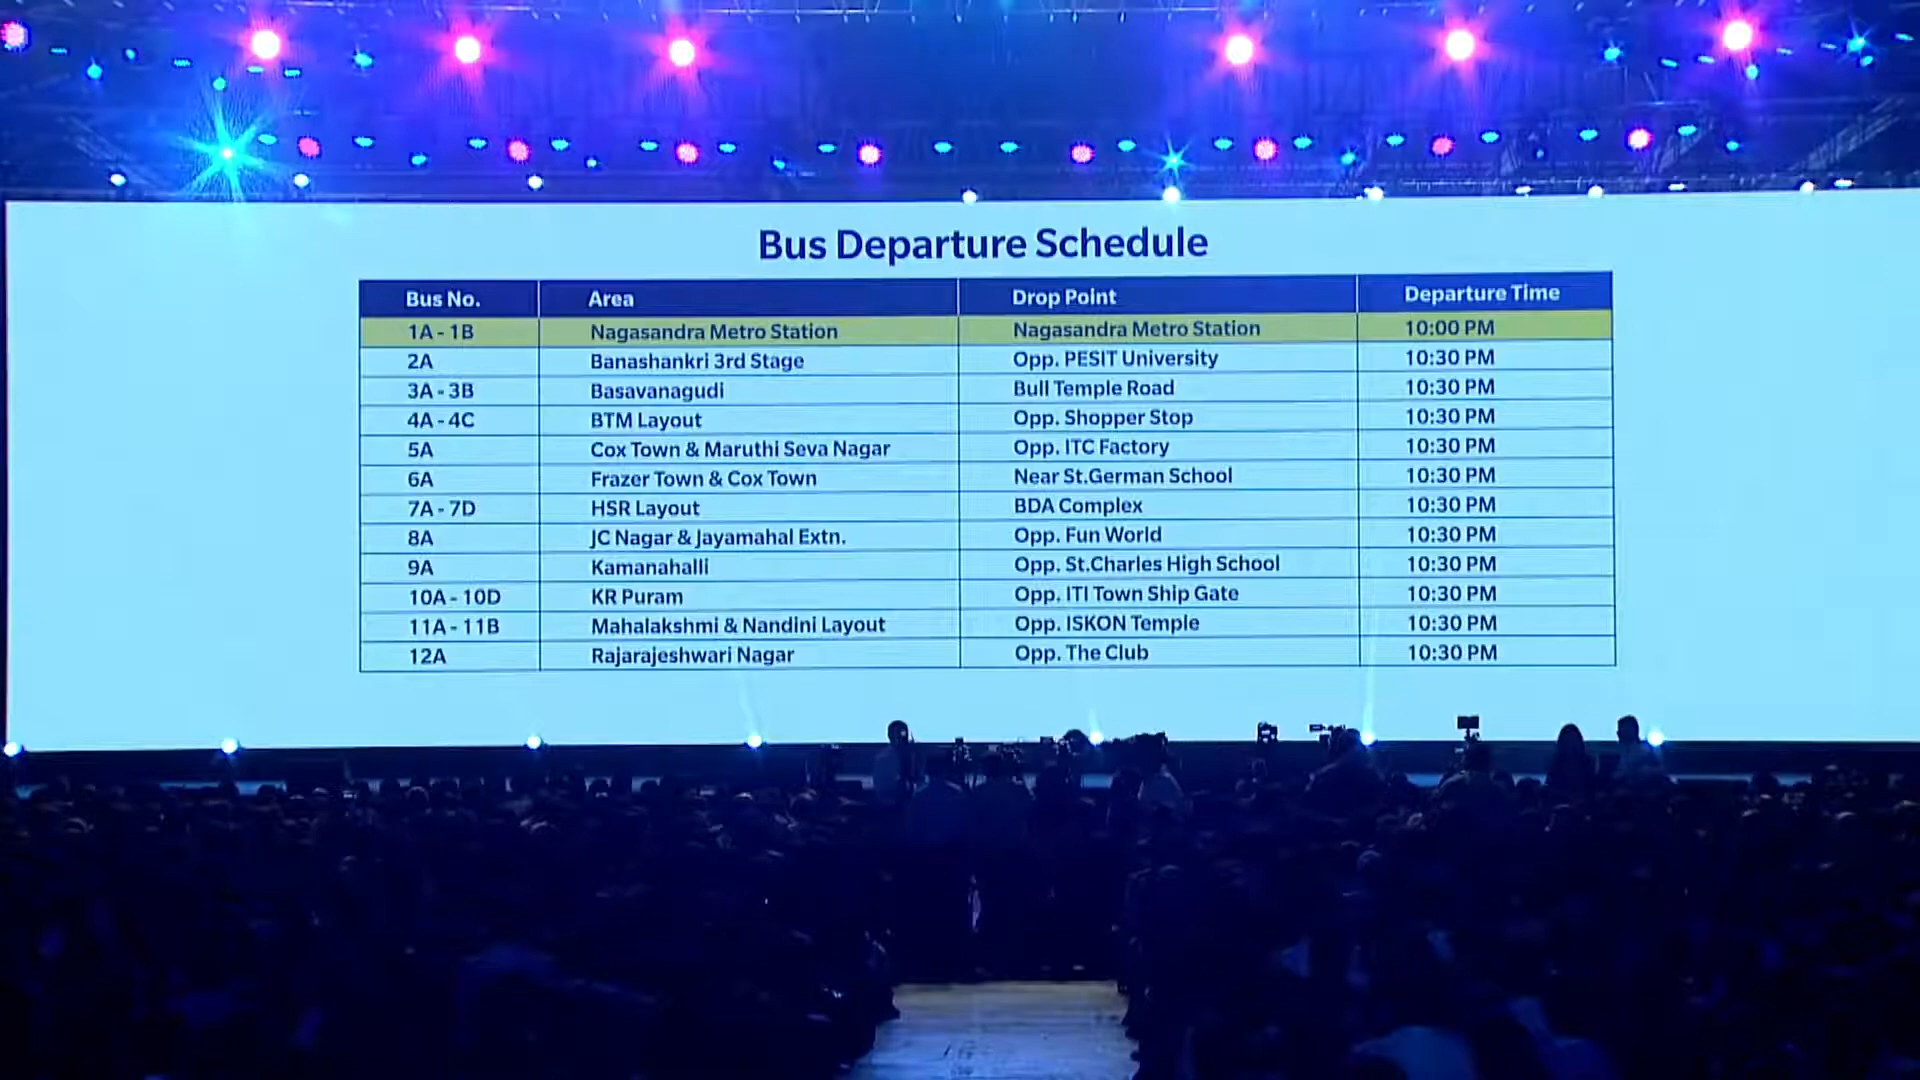 Bus Departure Schedule
Bus No. Area Drop Point Departure Time
1A - 1B Nagasandra Metro Station Nagasandra Metro Station 10:00 PM
2A Banashankri 3rd Stage Opp. PESIT University 10:30 PM
3A - 3B Basavanagudi Bull Temple Road 10:30 PM
4A - 4C BTM Layout Opp. Shopper Stop 10:30 PM
5A Cox Town & Maruthi Seva Nagar Opp. ITC Factory 10:30 PM
6A Frazer Town & Cox Town Near St.German School 10:30 PM
7A - 7D HSR Layout BDA Complex 10:30 PM
8A JC Nagar & Jayamahal Extn. Opp. Fun World 10:30 PM
9A Kamanahalli Opp. St.Charles High School 10:30 PM
10A - 10D KR Puram Opp. ITI Town Ship Gate 10:30 PM
11A - 11B Mahalakshmi & Nandini Layout Opp. ISKON Temple 10:30 PM
12A Rajarajeshwari Nagar Opp. The Club 10:30 PM